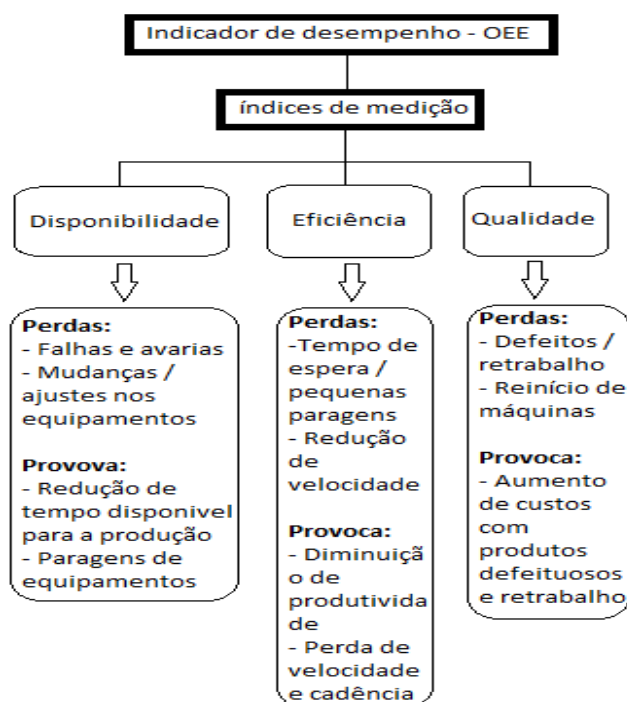 Indicador de desempenho - OEE
índices de medição
Disponibilidade
Eficiência
Qualidade
Perdas:
- Falhas e avarias
- Mudanças /
ajustes nos
equipamentos
Provova:
- Redução de
tempo disponivel
para a produção
- Paragens de
equipamentos
Perdas:
-Tempo de
espera /
pequenas
paragens
- Redução
de
velocidade
Provoca:
- Diminuiçã
o de
produtivida
de
- Perda de
velocidade
e cadência
Perdas:
- Defeitos /
retrabalho
- Reinício de
máquinas
Provoca:
- Aumento
de custos
com
produtos
defeituosos
e retrabalho